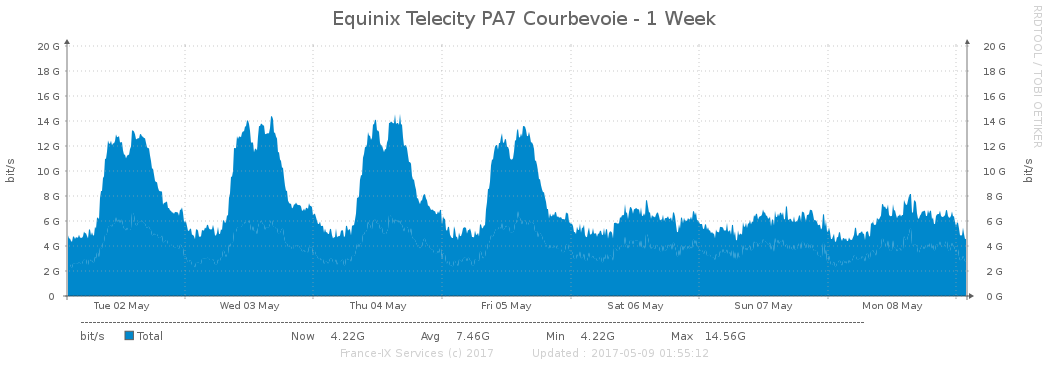 Equinix Telecity PA7 Courbevoie - 1 Week
RRDTOOL / TOBI OETIKER
bit/s
20 G 20 G
18 G 18 G
16 G 16 G
14 G 14 G
12 G 12 G
10 G 10 G
8 G 8 G
6 G 6 G
4 G 4 G
2 G 2 G
0 0 G
bit/s
Tue 02 May Wed 03 May Thu 04 May Fri 05 May Sat 06 May Sun 07 May Mon 08 May
bit/s Total Now 4.22G Avg 7.46G Min 4.22G Max 14.56G
France-IX Services (c) 2017 Updated : 2017-05-09 01:55:12